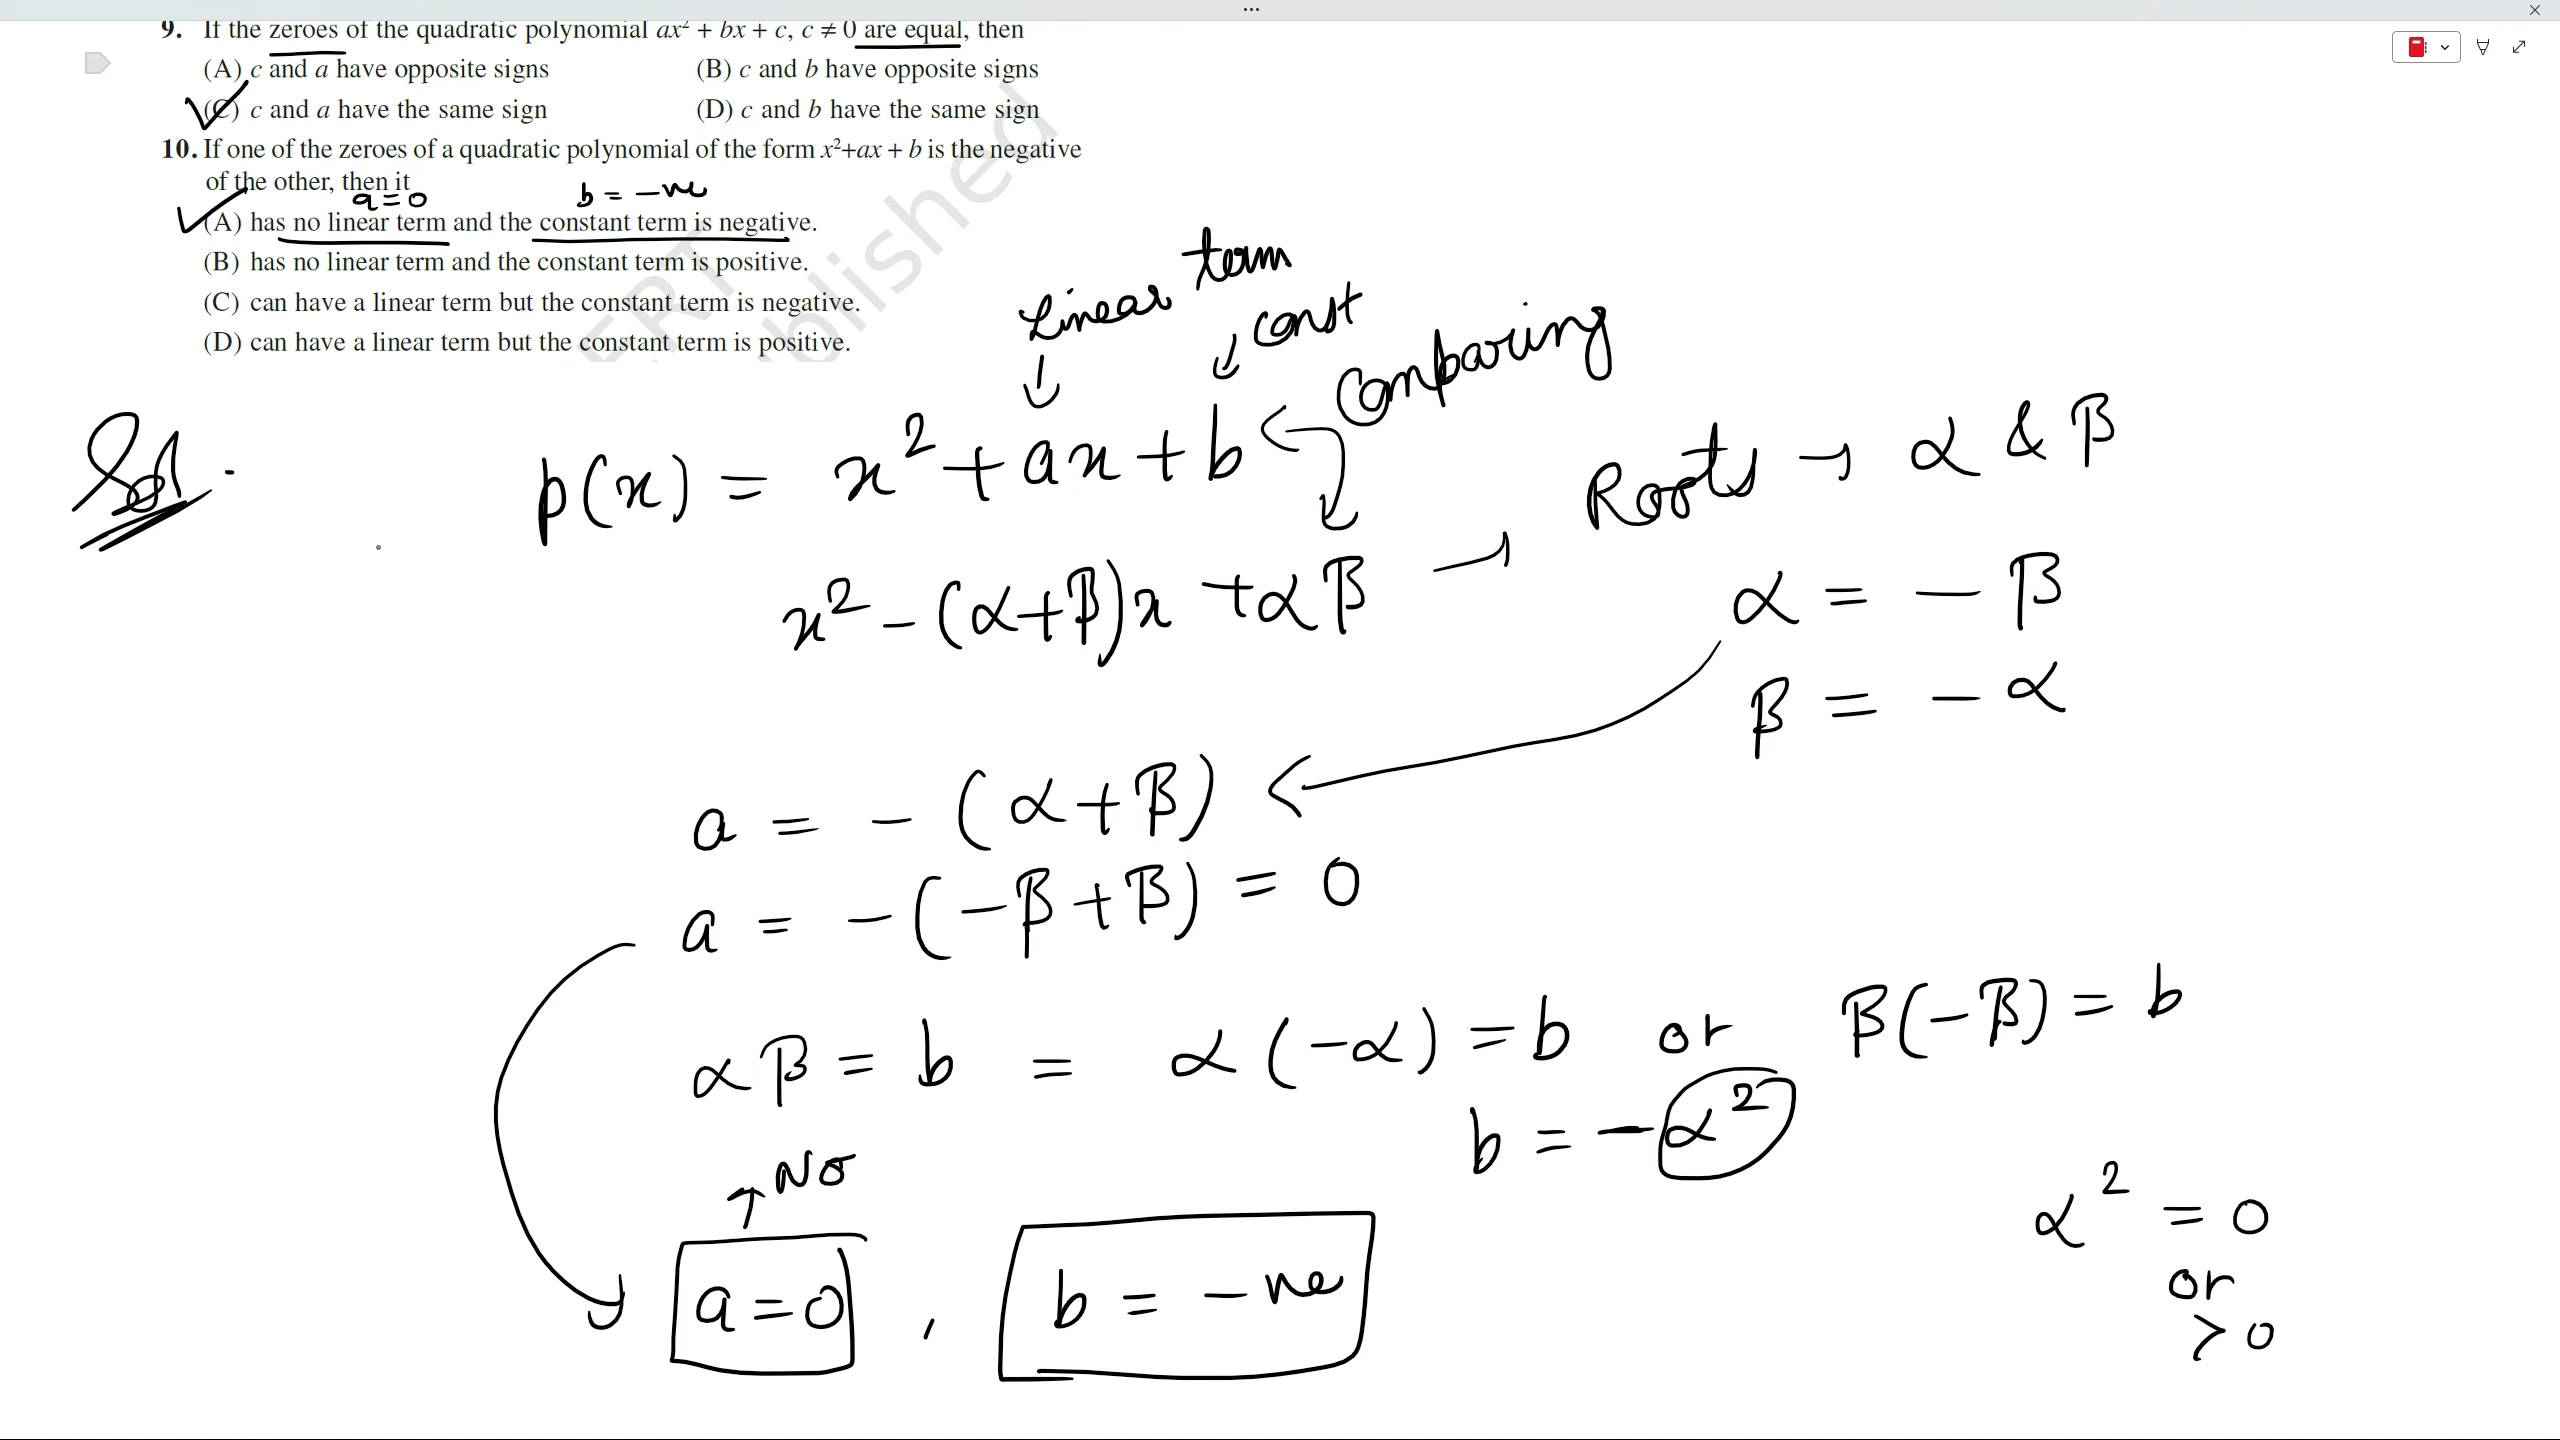 9. If the zeroes of the quadratic polynomial ax² + bx + c, c ≠ 0 are equal, then
(A) c and a have opposite signs (B) c and b have opposite signs
(C) c and a have the same sign (D) c and b have the same sign
10. If one of the zeroes of a quadratic polynomial of the form x²+ax + b is the negative
of the other, then it
a=0 b = -ve
(A) has no linear term and the constant term is negative.
(B) has no linear term and the constant term is positive.
(C) can have a linear term but the constant term is negative.
(D) can have a linear term but the constant term is positive.
ERT
blished
Linear term
↓
const
↓
Comparing
Sol.
p(x) = x² + ax + b
Roots → α & β
x² - (α+β)x + αβ →
α = - β
β = - α
a = - (α + β)
a = - (-β + β) = 0
αβ = b = α (-α) = b or β(-β) = b
b = -α²
↑ No
a = 0 , b = -ve
α² = 0
or
> 0